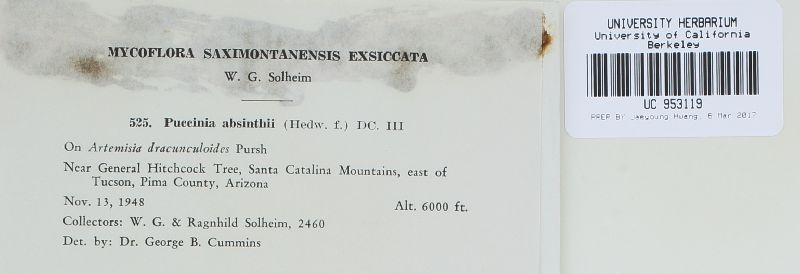 MYCOFLORA SAXIMONTANENSIS EXSICCATA
W. G. Solheim
525. Puccinia absinthii (Hedw. f.) DC. III
On Artemisia dracunculoides Pursh
Near General Hitchcock Tree, Santa Catalina Mountains, east of
Tucson, Pima County, Arizona
Nov. 13, 1948 Alt. 6000 ft.
Collectors: W. G. & Ragnhild Solheim, 2460
Det. by: Dr. George B. Cummins
UNIVERSITY HERBARIUM
University of California
Berkeley
UC 953119
PREP BY Jaeyoung Huang, 6 Mar 2017